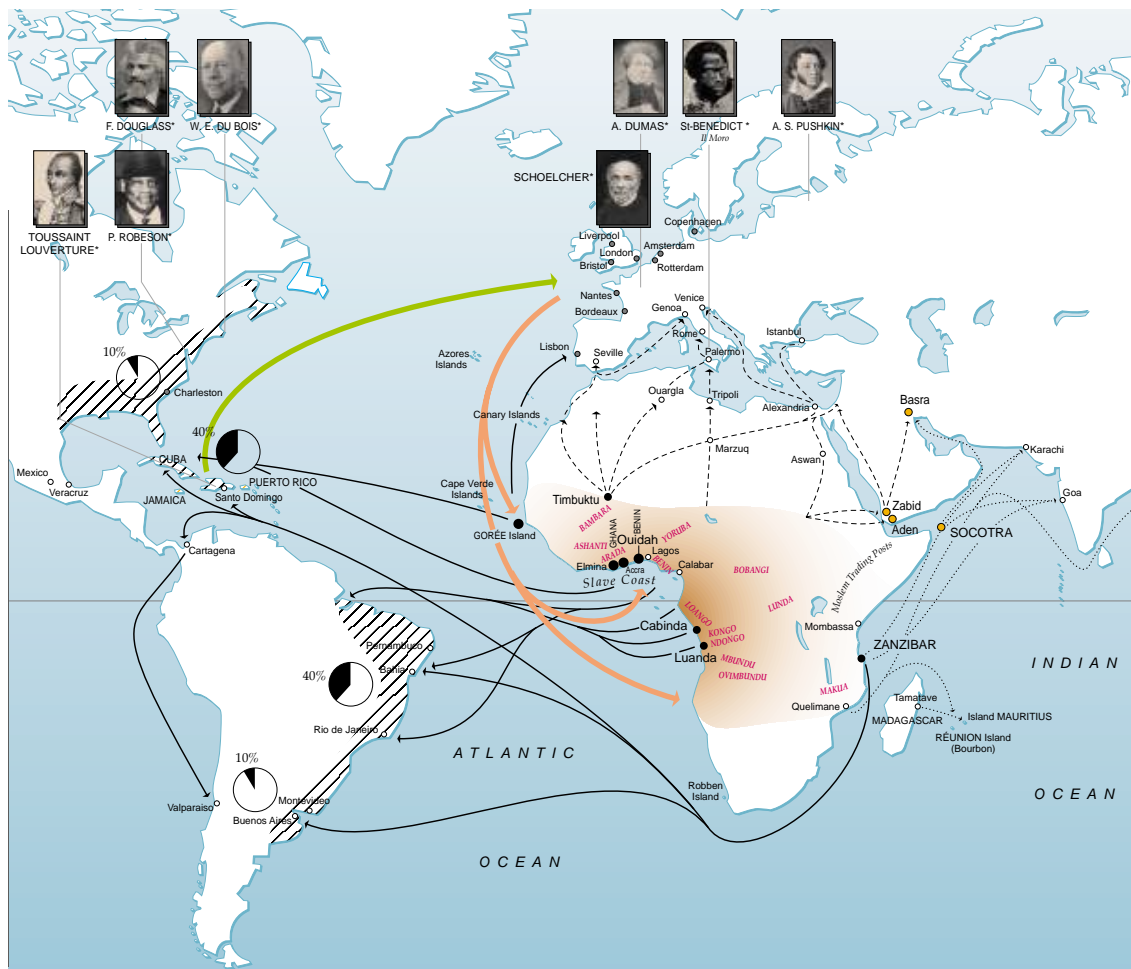 F. DOUGLASS*
W. E. DU BOIS*
A. DUMAS*
St-BENEDICT *
Il Moro
A. S. PUSHKIN*
SCHOELCHER*
TOUSSAINT
LOUVERTURE*
P. ROBESON*
Copenhagen
Liverpool
London
Amsterdam
Bristol
Rotterdam
Nantes
Bordeaux
Genoa
Venice
Istanbul
Rome
10%
Azores
Islands
Lisbon
Seville
Palermo
Charleston
Ouargla
Tripoli
Alexandria
Basra
Canary Islands
40%
CUBA
Marzuq
Karachi
Aswan
Mexico
Veracruz
PUERTO RICO
Santo Domingo
JAMAICA
Cape Verde
Islands
Timbuktu
Goa
Zabid
Aden
SOCOTRA
GORÉE Island
BAMBARA
GHANA
BENIN
YORUBA
Ouidah
ASHANTI
ARADA
Lagos
BENIN
Cartagena
Elmina
Accra
Calabar
Slave Coast
BOBANGI
Moslem Trading Posts
LOANGO
LUNDA
Cabinda
KONGO
NDONGO
Mombassa
Pernambuco
Luanda
ZANZIBAR
INDIAN
Bahia
MBUNDU
OVIMBUNDU
40%
MAKUA
Tamatave
Quelimane
MADAGASCAR
Island MAURITIUS
RÉUNION Island
(Bourbon)
Rio de Janeiro
ATLANTIC
10%
Robben
Island
OCEAN
Montevideo
Valparaiso
Buenos Aires
OCEAN